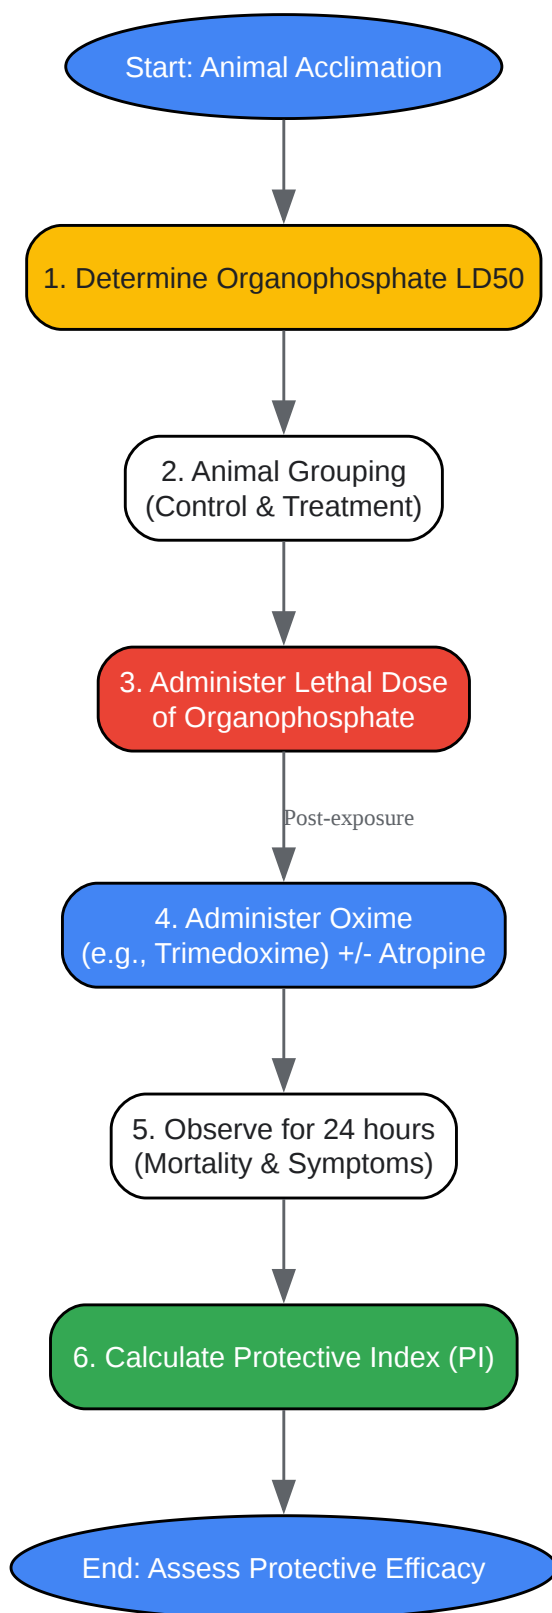 Start: Animal Acclimation
1. Determine Organophosphate LD50
2. Animal Grouping
(Control & Treatment)
3. Administer Lethal Dose
of Organophosphate
Post-exposure
4. Administer Oxime
(e.g., Trimedoxime) +/- Atropine
5. Observe for 24 hours
(Mortality & Symptoms)
6. Calculate Protective Index (PI)
End: Assess Protective Efficacy